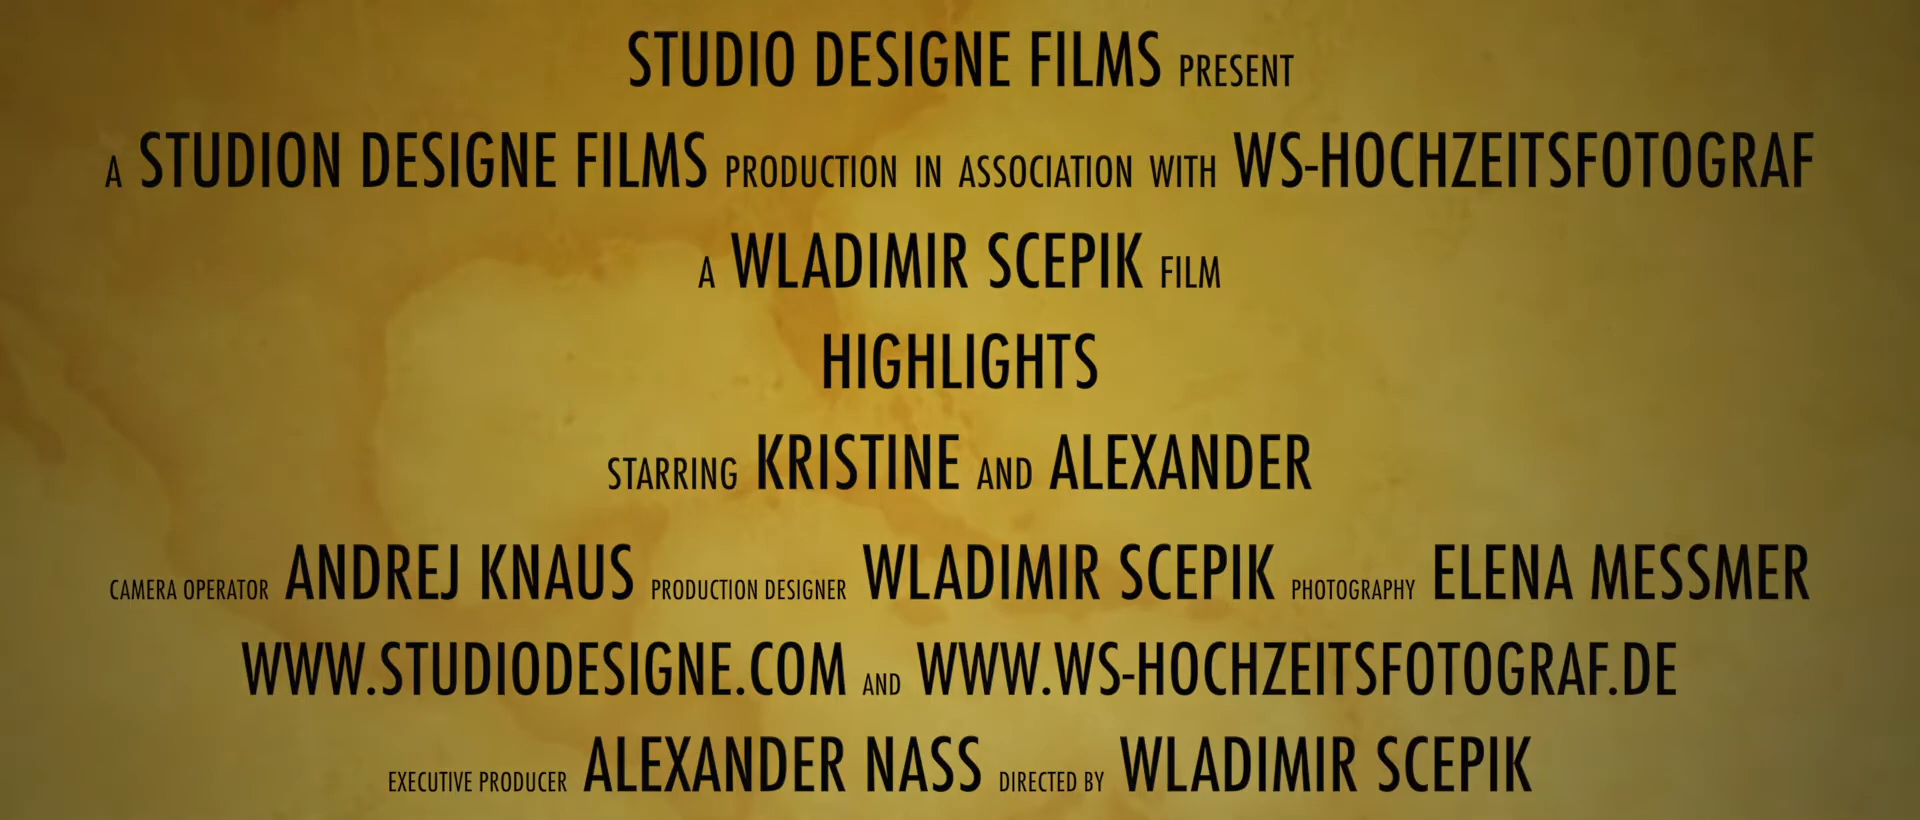 STUDIO DESIGNE FILMS PRESENT
A STUDION DESIGNE FILMS PRODUCTION IN ASSOCIATION WITH WS-HOCHZEITSFOTOGRAF
A WLADIMIR SCEPIK FILM
HIGHLIGHTS
STARRING KRISTINE AND ALEXANDER
CAMERA OPERATOR ANDREJ KNAUS PRODUCTION DESIGNER WLADIMIR SCEPIK PHOTOGRAPHY ELENA MESSMER
WWW.STUDIODESIGNE.COM AND WWW.WS-HOCHZEITSFOTOGRAF.DE
EXECUTIVE PRODUCER ALEXANDER NASS DIRECTED BY WLADIMIR SCEPIK